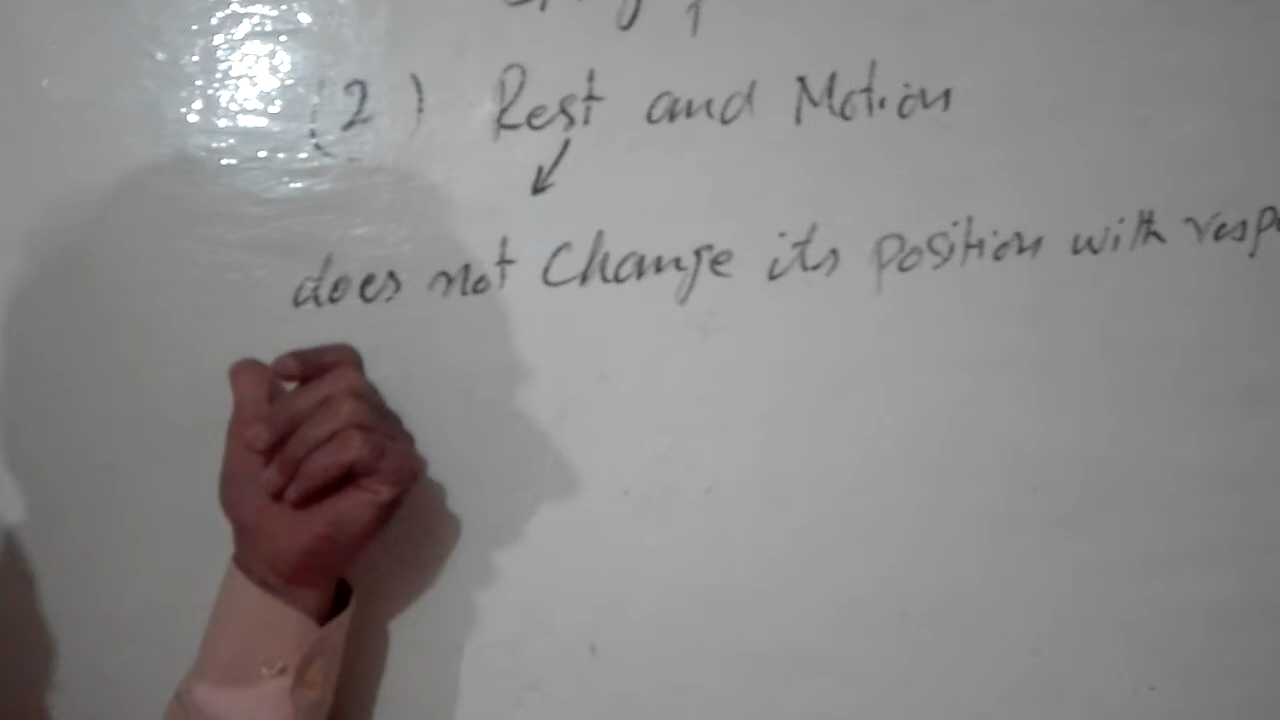 (2) Rest and Motion
does not change its position with resp